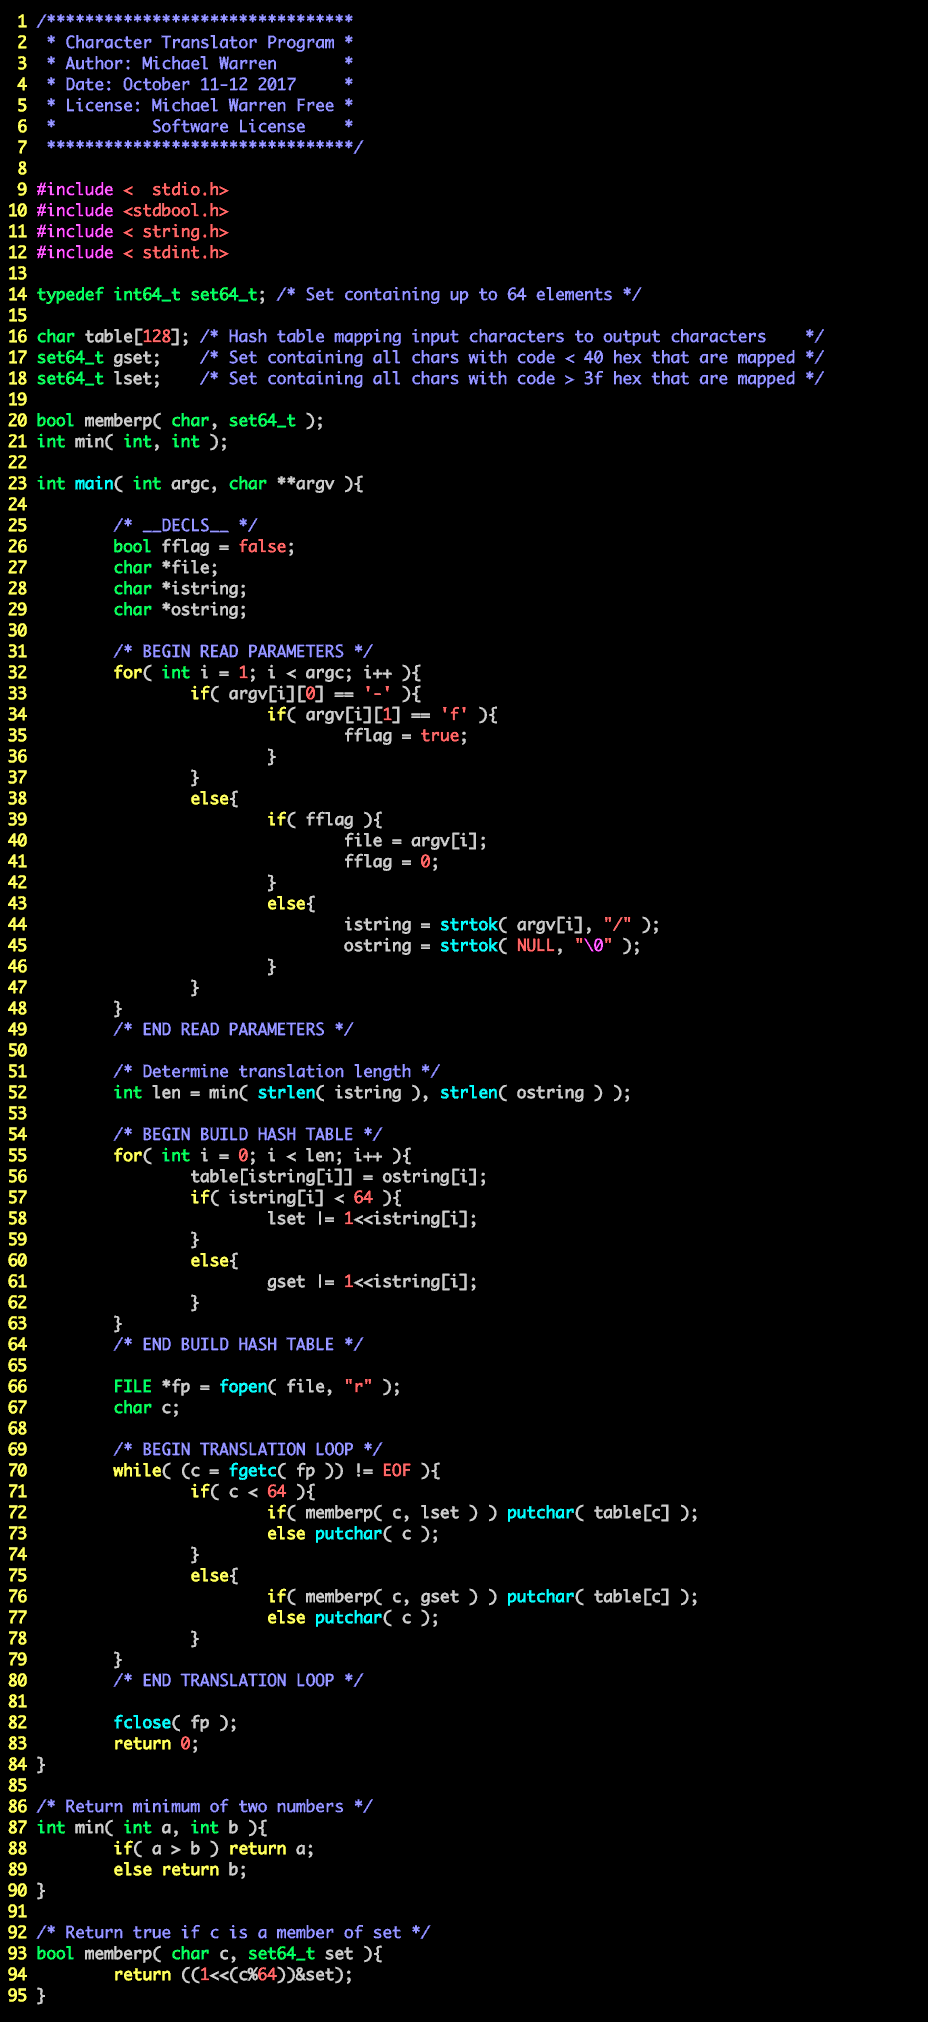 1 /********************************
2  * Character Translator Program *
3  * Author: Michael Warren       *
4  * Date: October 11-12 2017     *
5  * License: Michael Warren Free *
6  *          Software License    *
7  ********************************/
8
9 #include <  stdio.h>
10 #include <stdbool.h>
11 #include < string.h>
12 #include < stdint.h>
13
14 typedef int64_t set64_t; /* Set containing up to 64 elements */
15
16 char table[128]; /* Hash table mapping input characters to output characters    */
17 set64_t gset;    /* Set containing all chars with code < 40 hex that are mapped */
18 set64_t lset;    /* Set containing all chars with code > 3f hex that are mapped */
19
20 bool memberp( char, set64_t );
21 int min( int, int );
22
23 int main( int argc, char **argv ){
24
25         /* __DECLS__ */
26         bool fflag = false;
27         char *file;
28         char *istring;
29         char *ostring;
30
31         /* BEGIN READ PARAMETERS */
32         for( int i = 1; i < argc; i++ ){
33                 if( argv[i][0] == '-' ){
34                         if( argv[i][1] == 'f' ){
35                                 fflag = true;
36                         }
37                 }
38                 else{
39                         if( fflag ){
40                                 file = argv[i];
41                                 fflag = 0;
42                         }
43                         else{
44                                 istring = strtok( argv[i], "/" );
45                                 ostring = strtok( NULL, "\0" );
46                         }
47                 }
48         }
49         /* END READ PARAMETERS */
50
51         /* Determine translation length */
52         int len = min( strlen( istring ), strlen( ostring ) );
53
54         /* BEGIN BUILD HASH TABLE */
55         for( int i = 0; i < len; i++ ){
56                 table[istring[i]] = ostring[i];
57                 if( istring[i] < 64 ){
58                         lset |= 1<<istring[i];
59                 }
60                 else{
61                         gset |= 1<<istring[i];
62                 }
63         }
64         /* END BUILD HASH TABLE */
65
66         FILE *fp = fopen( file, "r" );
67         char c;
68
69         /* BEGIN TRANSLATION LOOP */
70         while( (c = fgetc( fp )) != EOF ){
71                 if( c < 64 ){
72                         if( memberp( c, lset ) ) putchar( table[c] );
73                         else putchar( c );
74                 }
75                 else{
76                         if( memberp( c, gset ) ) putchar( table[c] );
77                         else putchar( c );
78                 }
79         }
80         /* END TRANSLATION LOOP */
81
82         fclose( fp );
83         return 0;
84 }
85
86 /* Return minimum of two numbers */
87 int min( int a, int b ){
88         if( a > b ) return a;
89         else return b;
90 }
91
92 /* Return true if c is a member of set */
93 bool memberp( char c, set64_t set ){
94         return ((1<<(c%64))&set);
95 }